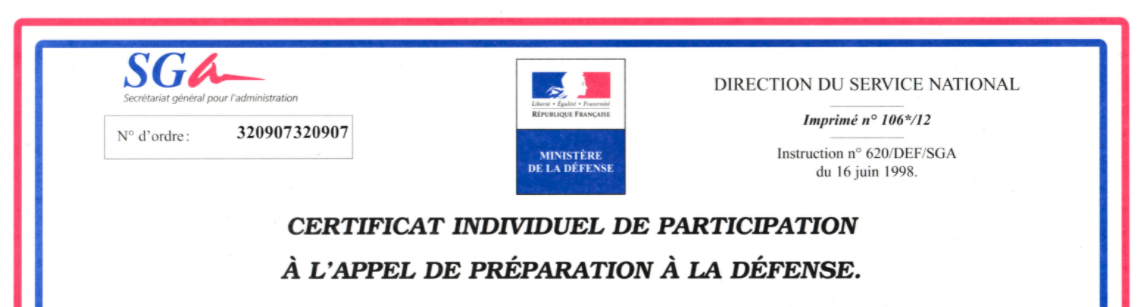 SGA
Secrétariat général pour l'administration
N° d'ordre : 320907320907
Liberté • Égalité • Fraternité
RÉPUBLIQUE FRANÇAISE
MINISTÈRE
DE LA DÉFENSE
DIRECTION DU SERVICE NATIONAL
Imprimé n° 106*/12
Instruction n° 620/DEF/SGA
du 16 juin 1998.
CERTIFICAT INDIVIDUEL DE PARTICIPATION
À L'APPEL DE PRÉPARATION À LA DÉFENSE.